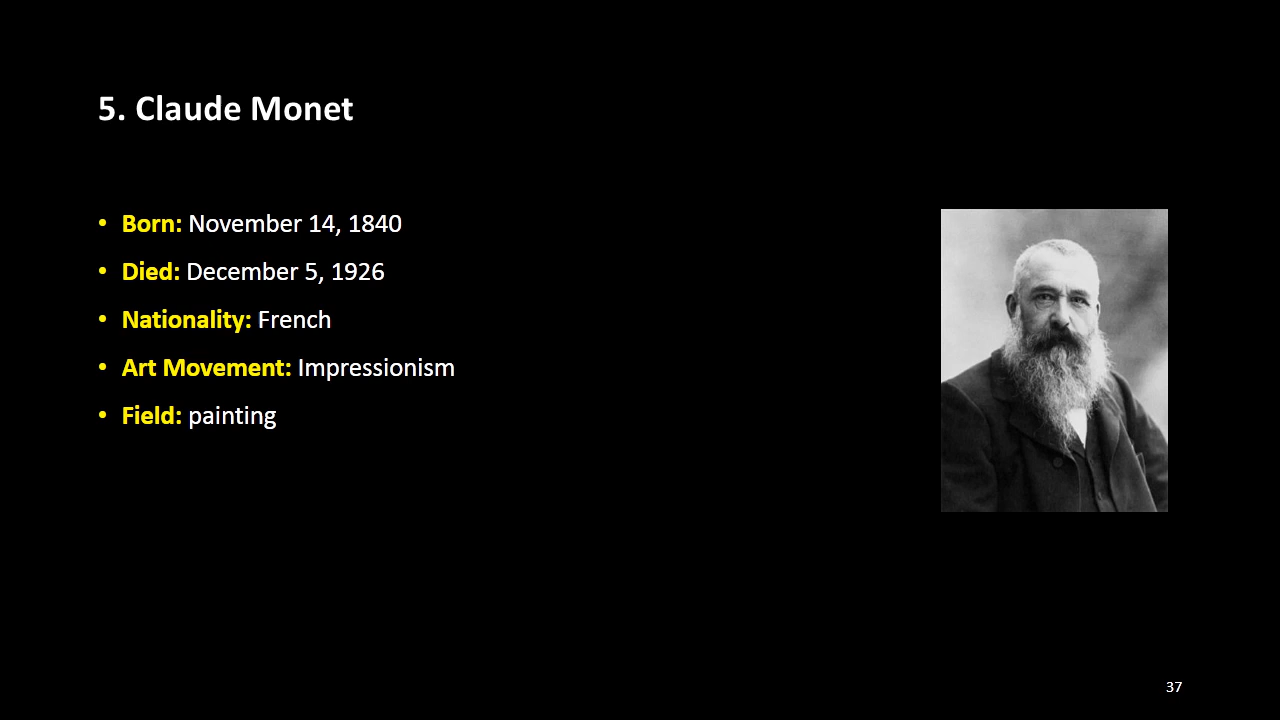 5. Claude Monet
• Born: November 14, 1840
• Died: December 5, 1926
• Nationality: French
• Art Movement: Impressionism
• Field: painting
37